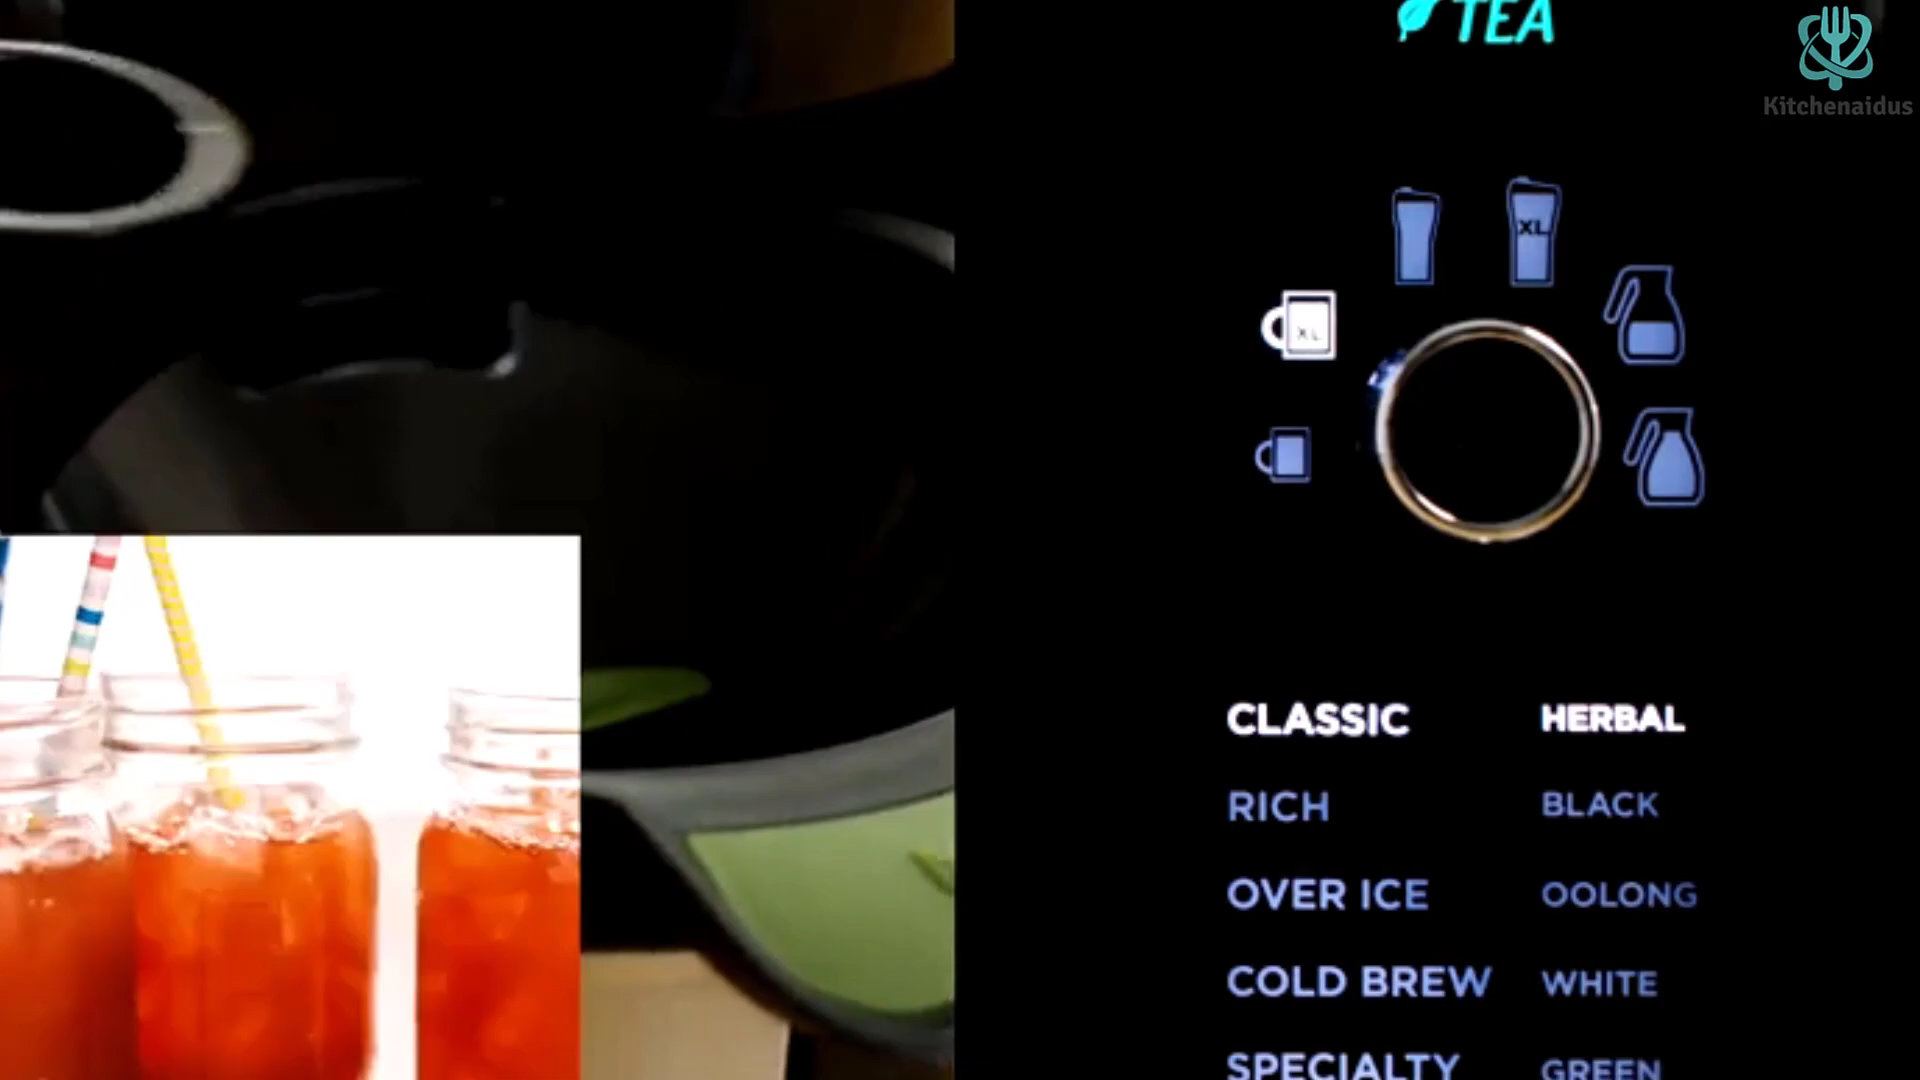 TEA
Kitchenaidus
XL
XL
CLASSIC HERBAL
RICH BLACK
OVER ICE OOLONG
COLD BREW WHITE
SPECIALTY GREEN